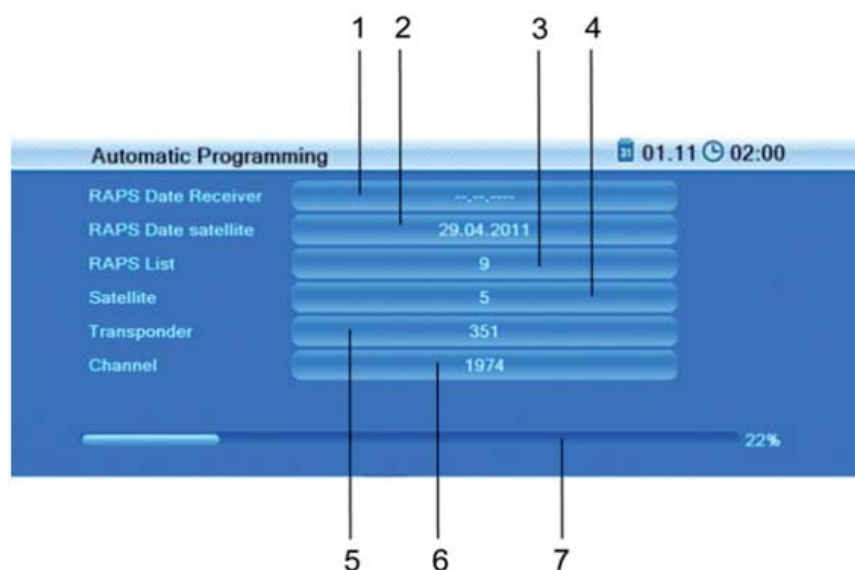 1 2 3 4
Automatic Programming 31 01.11 02:00
RAPS Date Receiver --.--.----
RAPS Date satellite 29.04.2011
RAPS List 9
Satellite 5
Transponder 351
Channel 1974
22%
5 6 7